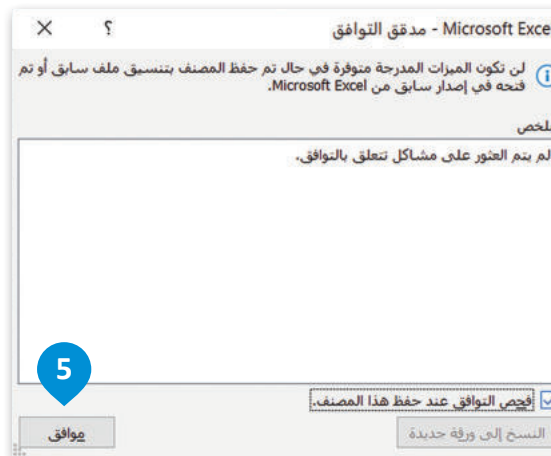 Microsoft Excel - مدقق التوافق
لن تكون الميزات المدرجة متوفرة في حال تم حفظ المصنف بتنسيق ملف سابق أو تم
فتحه في إصدار سابق من Microsoft Excel.
ملخص
لم يتم العثور على مشاكل تتعلق بالتوافق.
5
فحص التوافق عند حفظ هذا المصنف.
النسخ إلى ورقة جديدة
موافق